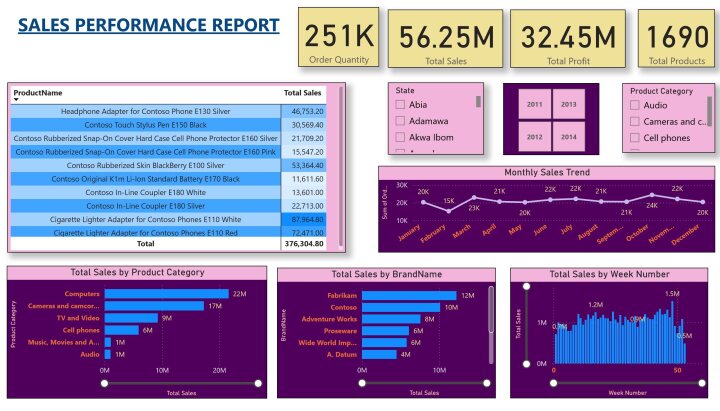 SALES PERFORMANCE REPORT
251K
Order Quantity
56.25M
Total Sales
32.45M
Total Profit
1690
Total Products
ProductName Total Sales
Headphone Adapter for Contoso Phone E130 Silver 46,753.20
Contoso Touch Stylus Pen E150 Black 30,569.40
Contoso Rubberized Snap-On Cover Hard Case Cell Phone Protector E160 Silver 21,709.20
Contoso Rubberized Snap-On Cover Hard Case Cell Phone Protector E160 Pink 15,547.20
Contoso Rubberized Skin BlackBerry E100 Silver 53,364.40
Contoso Original K1m Li-Ion Standard Battery E170 Black 11,611.60
Contoso In-Line Coupler E180 White 13,601.00
Contoso In-Line Coupler E180 Silver 22,713.00
Cigarette Lighter Adapter for Contoso Phones E110 White 87,964.80
Cigarette Lighter Adapter for Contoso Phones E110 Red 72,471.00
Total 376,304.80
State
Abia
Adamawa
Akwa Ibom
2011 2013
2012 2014
Product Category
Audio
Cameras and c...
Cell phones
Monthly Sales Trend
Sum of Ord...
30K
20K
10K
20K 15K 23K 21K 20K 22K 22K 21K 21K 24K 22K 20K
January February March April May June July August Septem... October Novem... December
Total Sales by Product Category
Product Category
Computers 22M
Cameras and camcor... 17M
TV and Video 9M
Cell phones 6M
Music, Movies and A... 1M
Audio 1M
0M 10M 20M
Total Sales
Total Sales by BrandName
BrandName
Fabrikam 12M
Contoso 10M
Adventure Works 8M
Proseware 6M
Wide World Imp... 6M
A. Datum 4M
0M 10M
Total Sales
Total Sales by Week Number
Total Sales
1M
0M
0.7M 1.2M 0.9M 1.5M 0.5M
0 50
Week Number